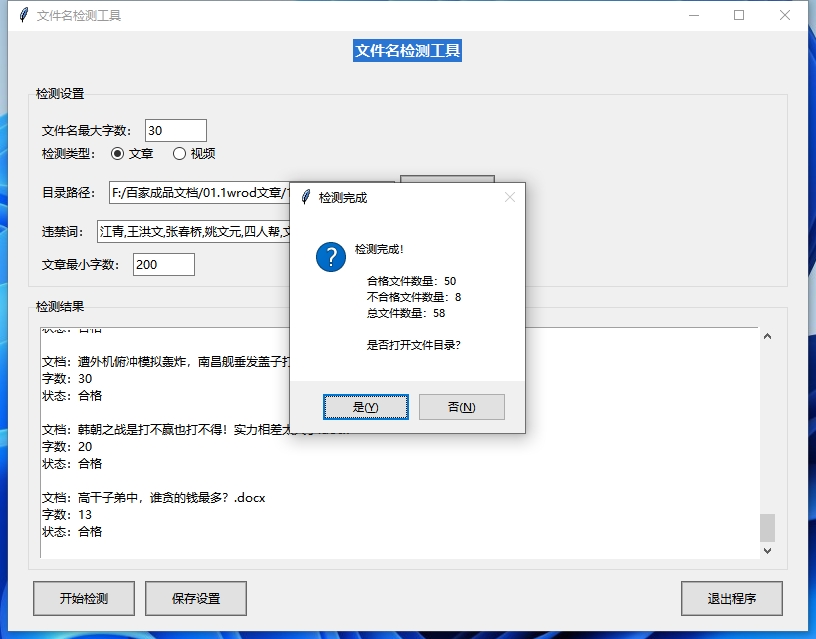 文件名检测工具
文件名检测工具
检测设置
文件名最大字数： 30
检测类型： 文章 视频
目录路径： F:/百家成品文档/01.1wrod文章/
违禁词： 江青,王洪文,张春桥,姚文元,四人帮,
文章最小字数： 200
检测完成
检测完成！
合格文件数量：50
不合格文件数量：8
总文件数量：58
是否打开文件目录？
是(Y) 否(N)
检测结果
状态：合格
文档：遭外机俯冲模拟轰炸，南昌舰垂发盖子打
字数：30
状态：合格
文档：韩朝之战是打不赢也打不得！实力相差
字数：20
状态：合格
文档：高干子弟中，谁贪的钱最多？.docx
字数：13
状态：合格
开始检测 保存设置 退出程序